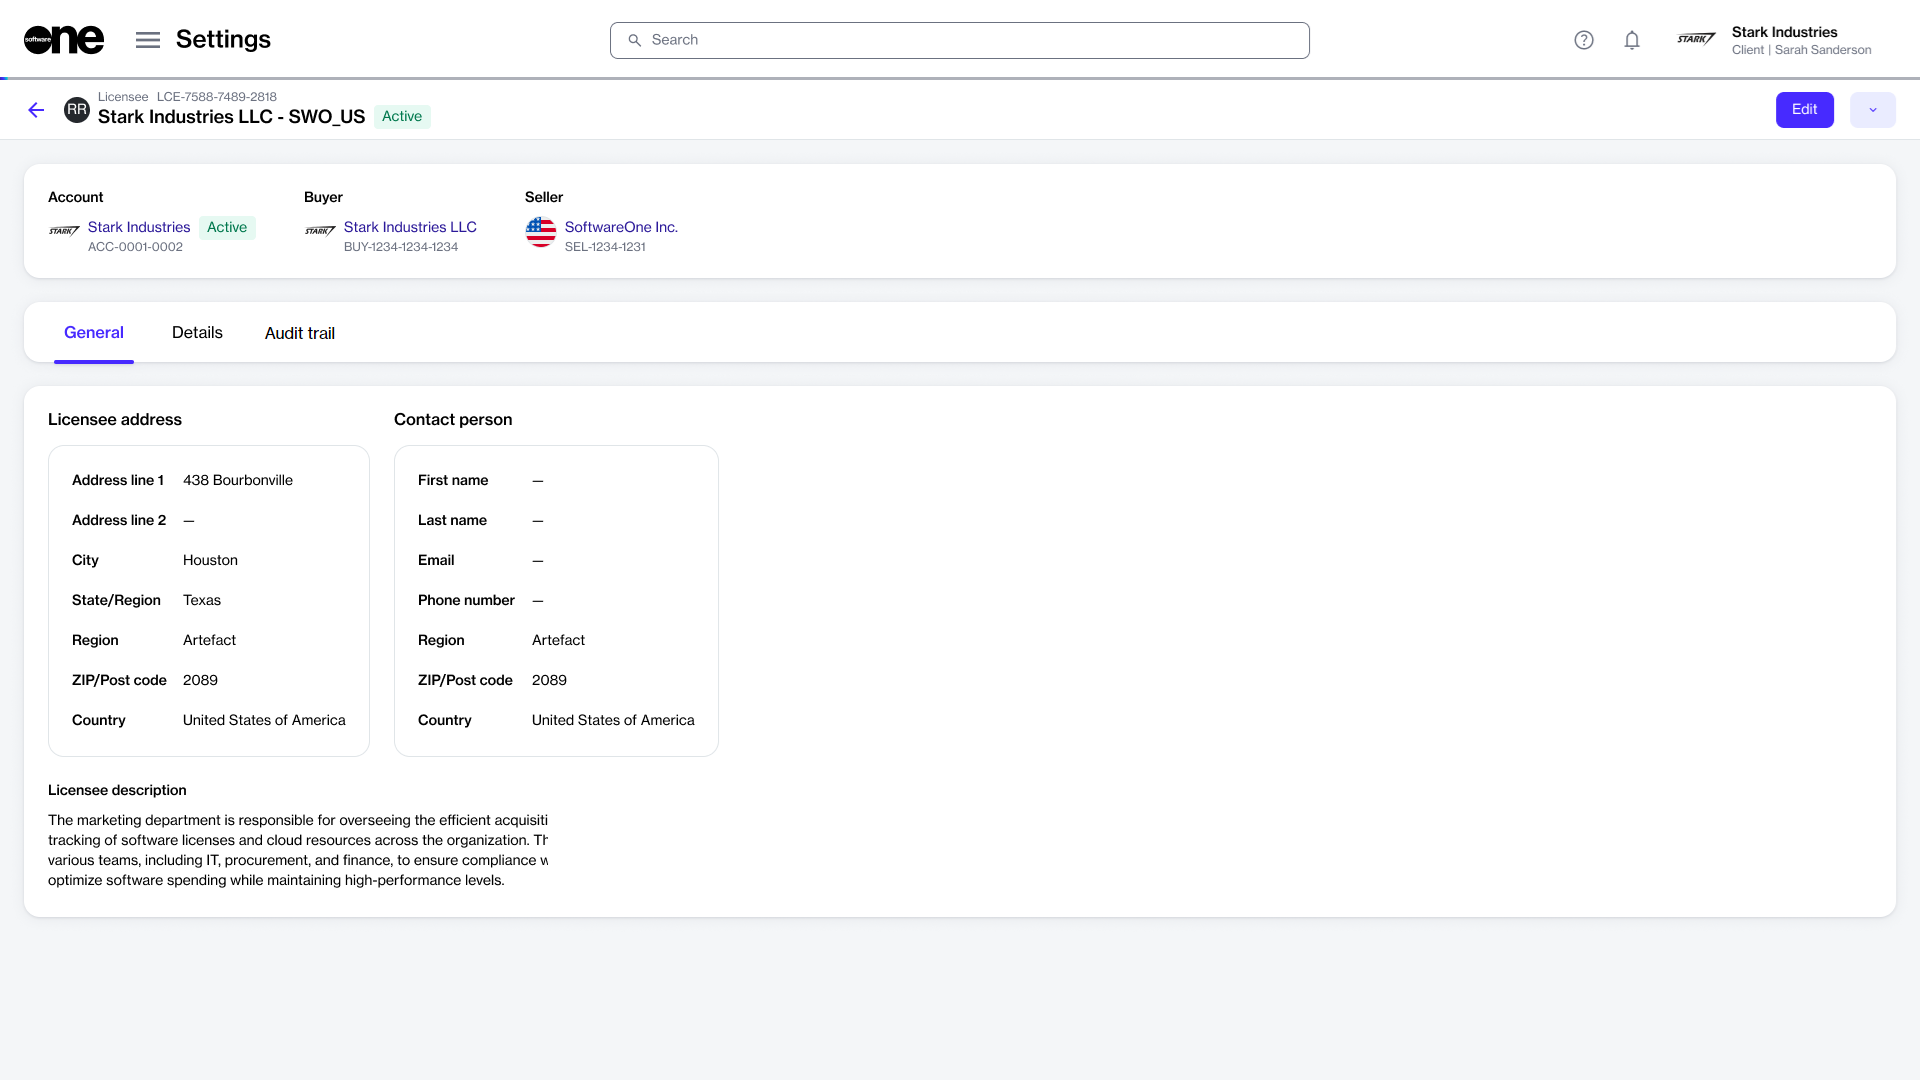 software one
Settings
Search
STARK
Stark Industries
Client | Sarah Sanderson
RR
Licensee LCE-7588-7489-2818
Stark Industries LLC - SWO_US
Active
Edit
Account
Buyer
Seller
STARK
Stark Industries
Active
ACC-0001-0002
STARK
Stark Industries LLC
BUY-1234-1234-1234
SoftwareOne Inc.
SEL-1234-1231
General
Details
Audit trail
Licensee address
Address line 1 438 Bourbonville
Address line 2 —
City Houston
State/Region Texas
Region Artefact
ZIP/Post code 2089
Country United States of America
Contact person
First name —
Last name —
Email —
Phone number —
Region Artefact
ZIP/Post code 2089
Country United States of America
Licensee description
The marketing department is responsible for overseeing the efficient acquisiti
tracking of software licenses and cloud resources across the organization. Th
various teams, including IT, procurement, and finance, to ensure compliance w
optimize software spending while maintaining high-performance levels.